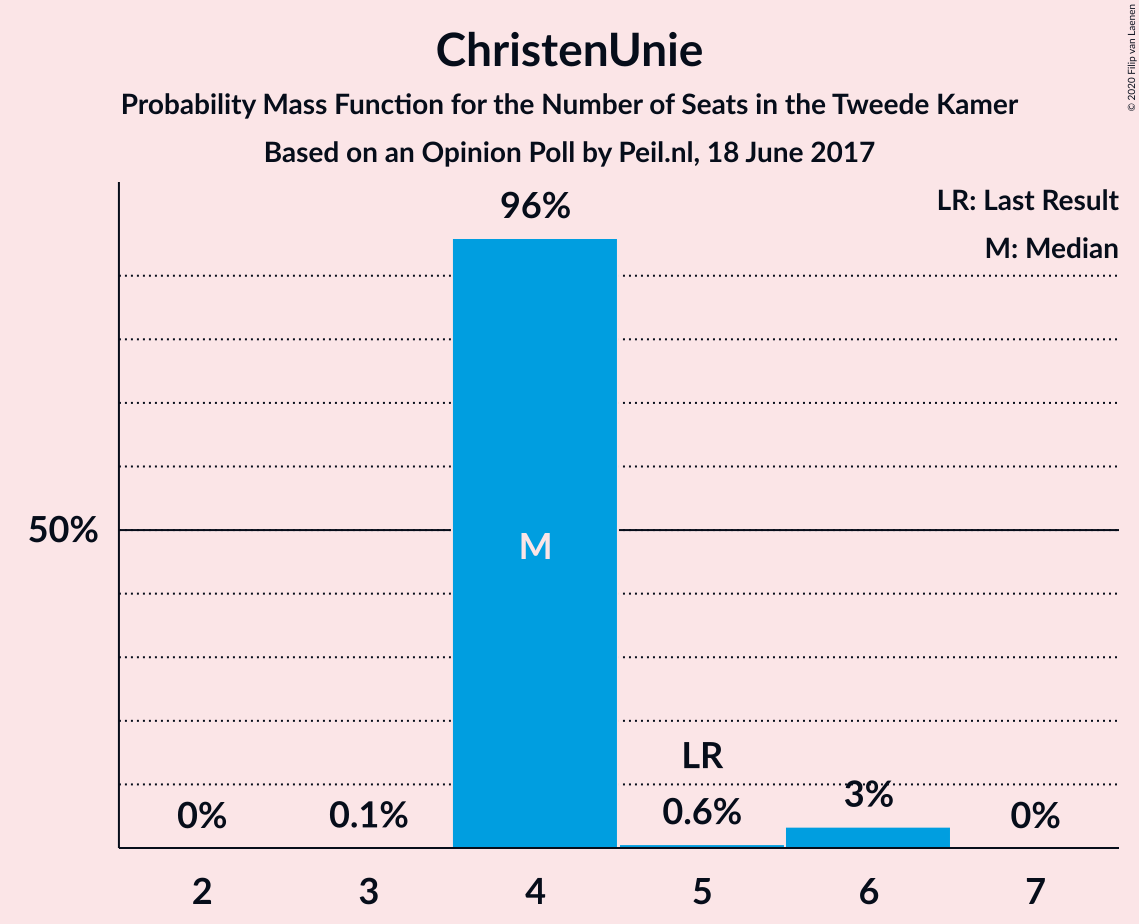 ChristenUnie
Probability Mass Function for the Number of Seats in the Tweede Kamer
Based on an Opinion Poll by Peil.nl, 18 June 2017
© 2020 Filip van Laenen
LR: Last Result
M: Median
96%
50%
M
LR
0% 0.1% 0.6% 3% 0%
2 3 4 5 6 7